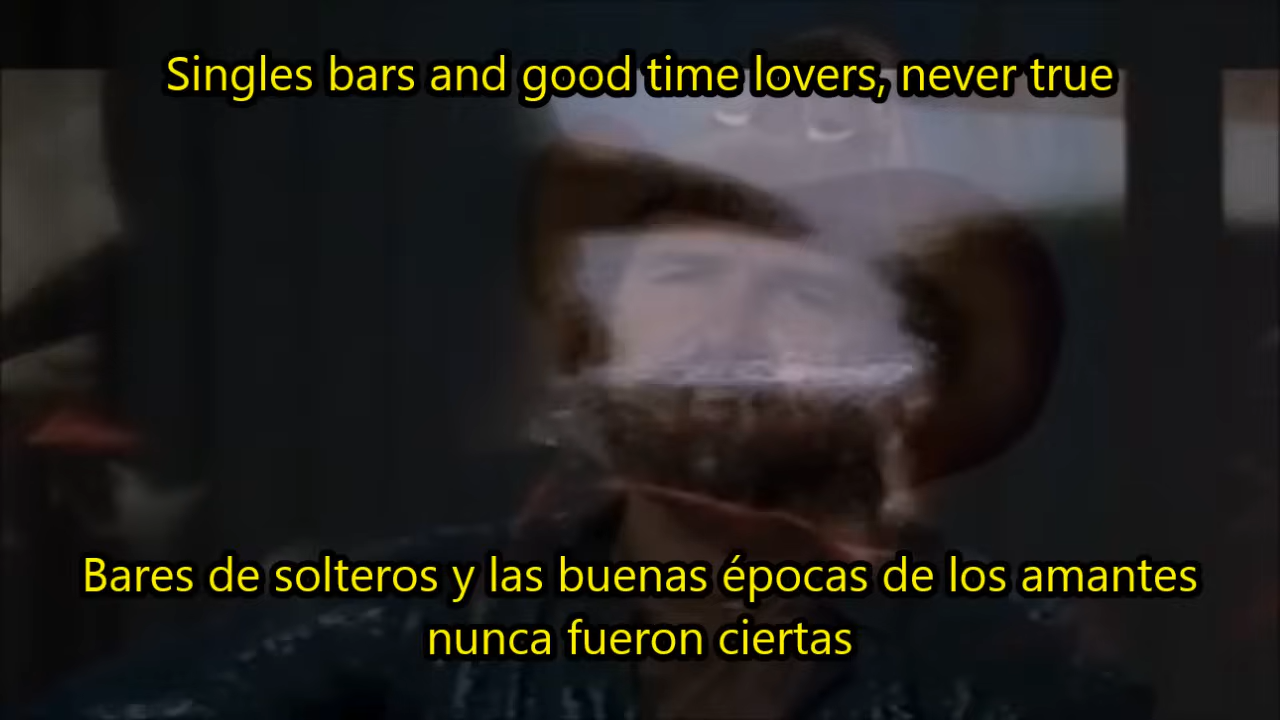 Singles bars and good time lovers, never true
Bares de solteros y las buenas épocas de los amantes
nunca fueron ciertas